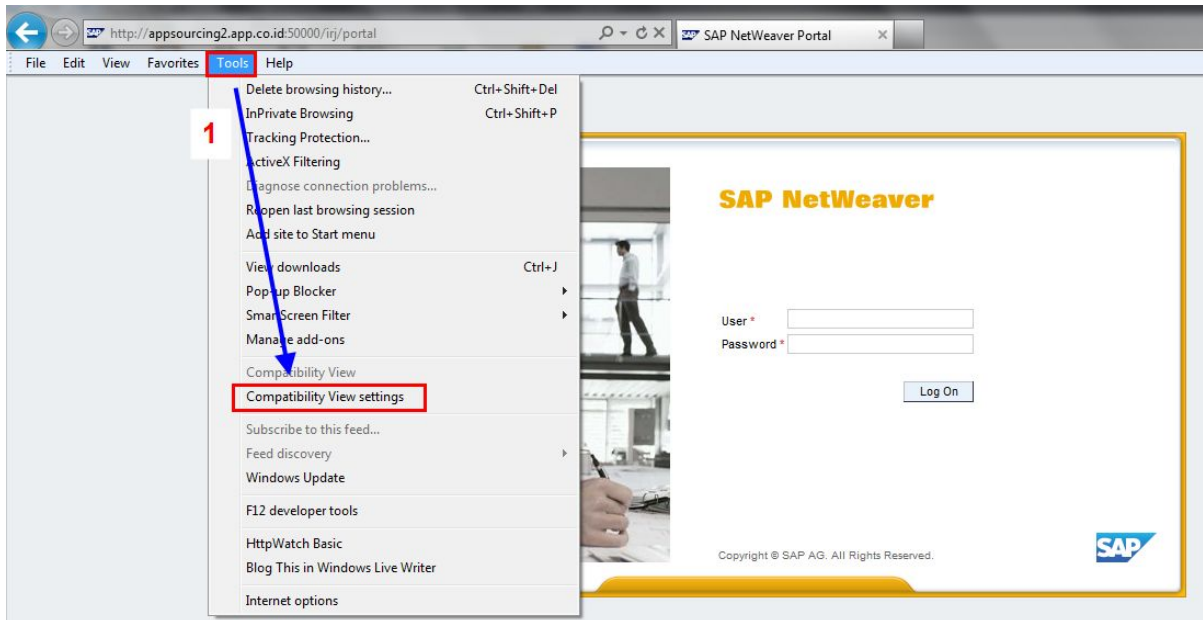 http://appsourcing2.app.co.id:50000/irj/portal
SAP NetWeaver Portal
File Edit View Favorites Tools Help
1
Delete browsing history... Ctrl+Shift+Del
InPrivate Browsing Ctrl+Shift+P
Tracking Protection...
ActiveX Filtering
Diagnose connection problems...
Reopen last browsing session
Add site to Start menu
View downloads Ctrl+J
Pop-up Blocker
SmartScreen Filter
Manage add-ons
Compatibility View
Compatibility View settings
Subscribe to this feed...
Feed discovery
Windows Update
F12 developer tools
HttpWatch Basic
Blog This in Windows Live Writer
Internet options
SAP NetWeaver
User *
Password *
Log On
Copyright © SAP AG. All Rights Reserved.
SAP